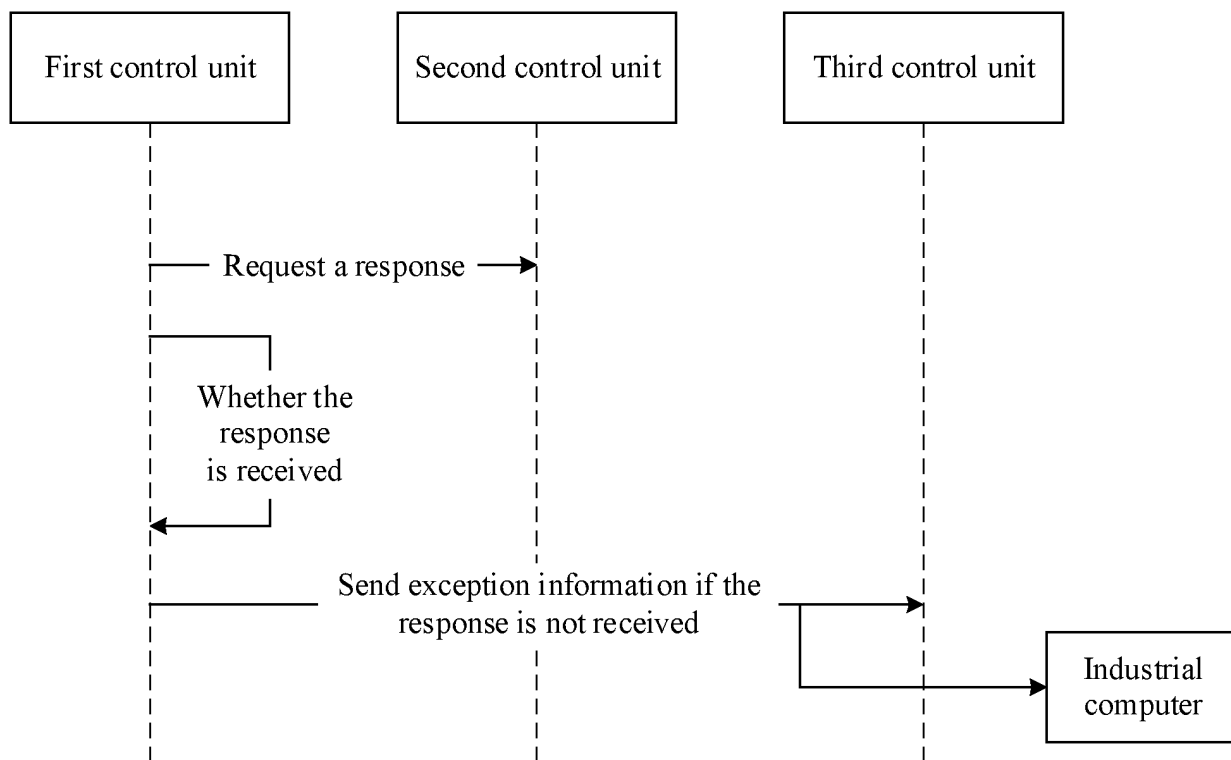 First control unit
Second control unit
Third control unit
Request a response
Whether the
response
is received
Send exception information if the
response is not received
Industrial
computer